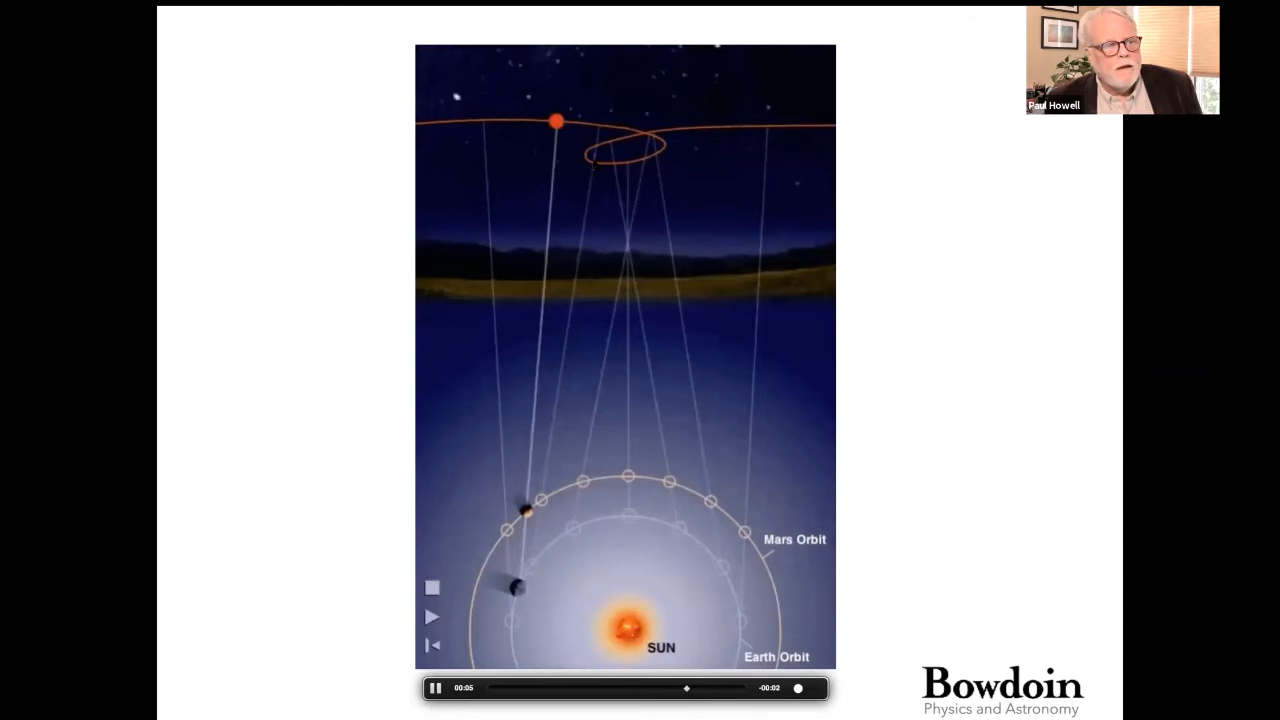 Paul Howell
Mars Orbit
SUN
Earth Orbit
00:05
-00:02
Bowdoin
Physics and Astronomy